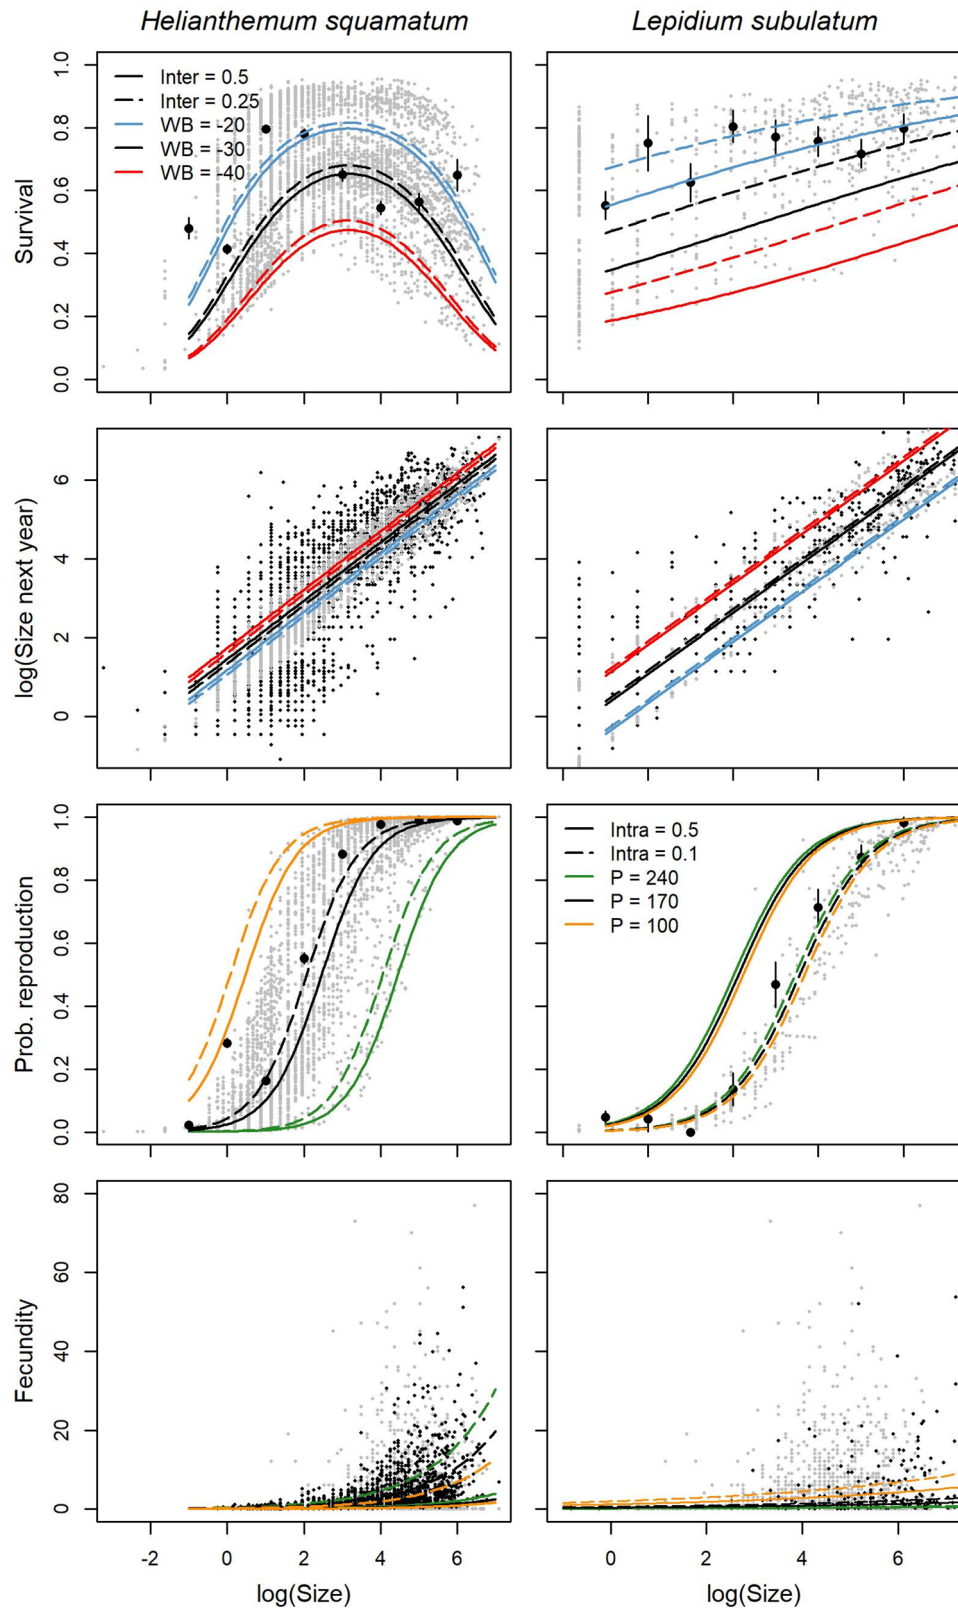 Helianthemum squamatum
Lepidium subulatum
Survival
1.0
0.8
0.6
0.4
0.2
0.0
Inter = 0.5
Inter = 0.25
WB = -20
WB = -30
WB = -40
log(Size next year)
6
4
2
0
Prob. reproduction
1.0
0.8
0.6
0.4
0.2
0.0
Intra = 0.5
Intra = 0.1
P = 240
P = 170
P = 100
Fecundity
80
60
40
20
0
-2 0 2 4 6
0 2 4 6
log(Size)
log(Size)